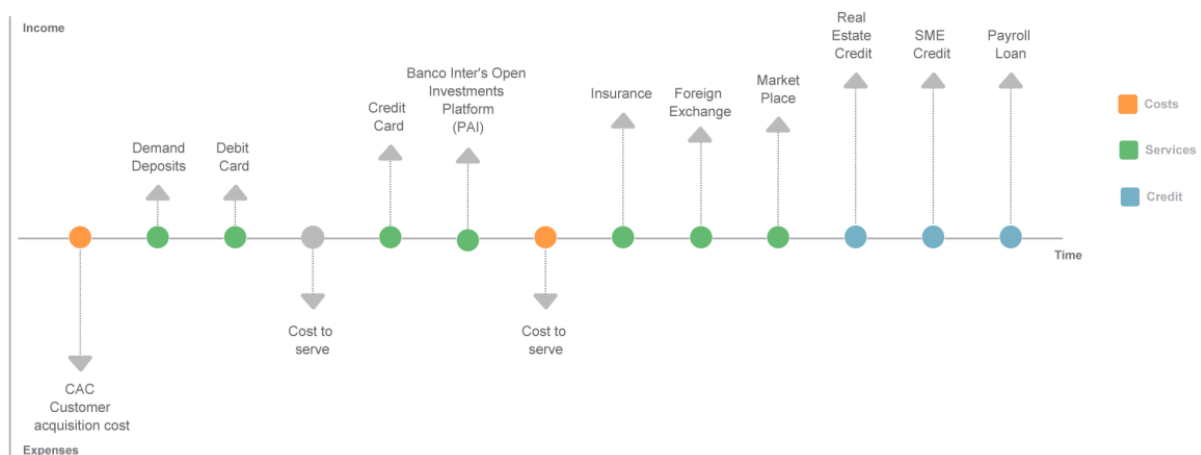 Income
Real
Estate
Credit
SME
Credit
Payroll
Loan
Banco Inter's Open
Investments
Platform
(PAI)
Insurance
Foreign
Exchange
Market
Place
Credit
Card
Demand
Deposits
Debit
Card
Costs
Services
Credit
Time
Cost to
serve
Cost to
serve
CAC
Customer
acquisition cost
Expenses